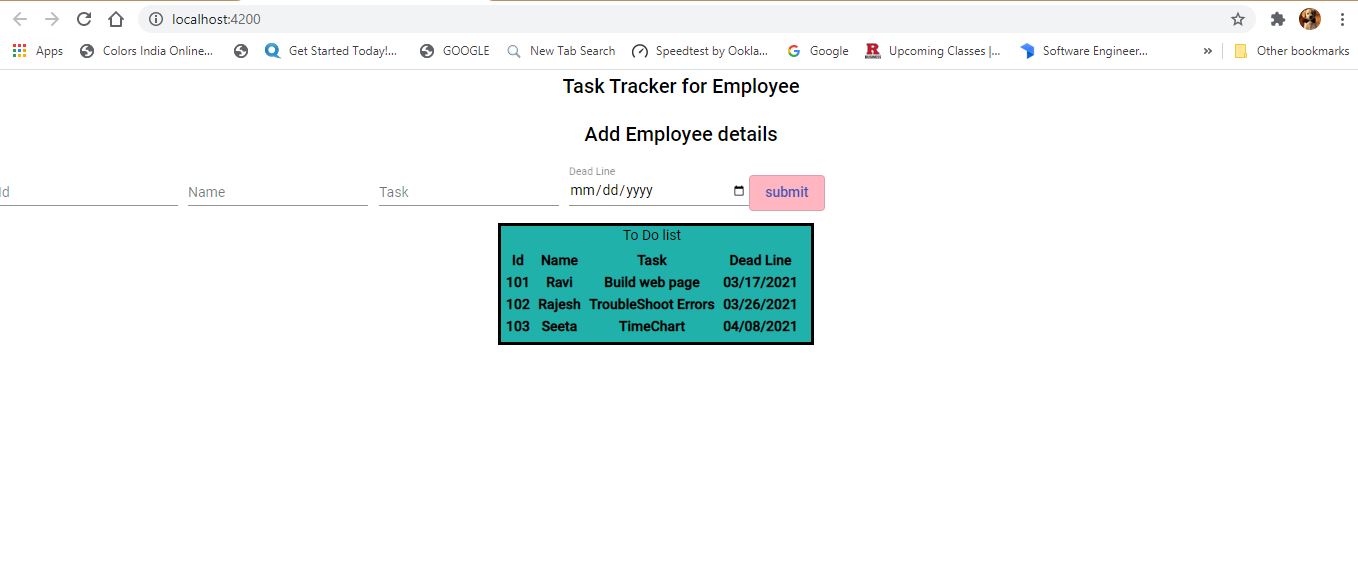 localhost:4200
Apps Colors India Online... Get Started Today!... GOOGLE New Tab Search Speedtest by Ookla... Google Upcoming Classes |... Software Engineer... » Other bookmarks
Task Tracker for Employee
Add Employee details
Dead Line
Id Name Task mm/dd/yyyy submit
To Do list
Id Name Task Dead Line
101 Ravi Build web page 03/17/2021
102 Rajesh TroubleShoot Errors 03/26/2021
103 Seeta TimeChart 04/08/2021